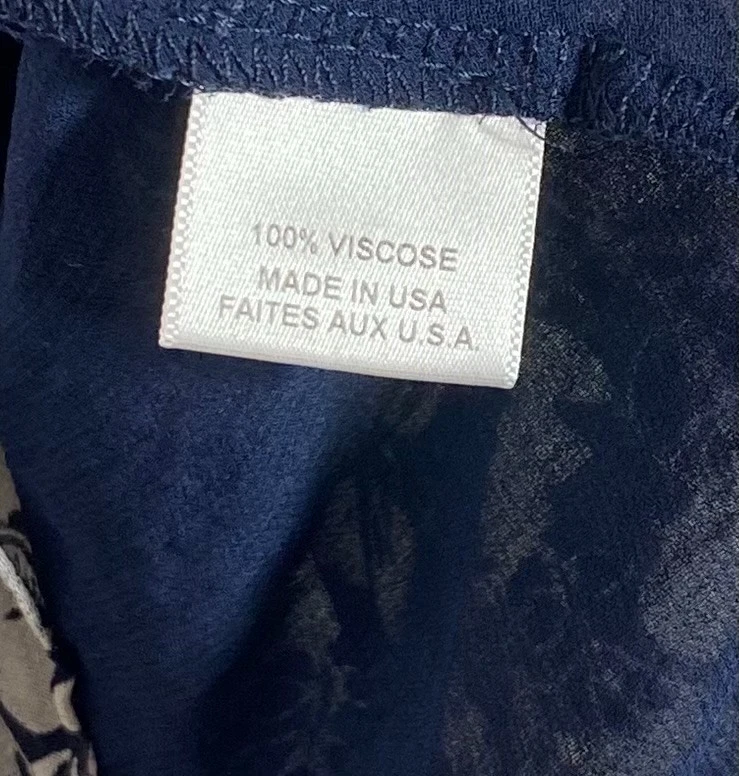 100% VISCOSE
MADE IN USA
FAITES AUX U.S.A.